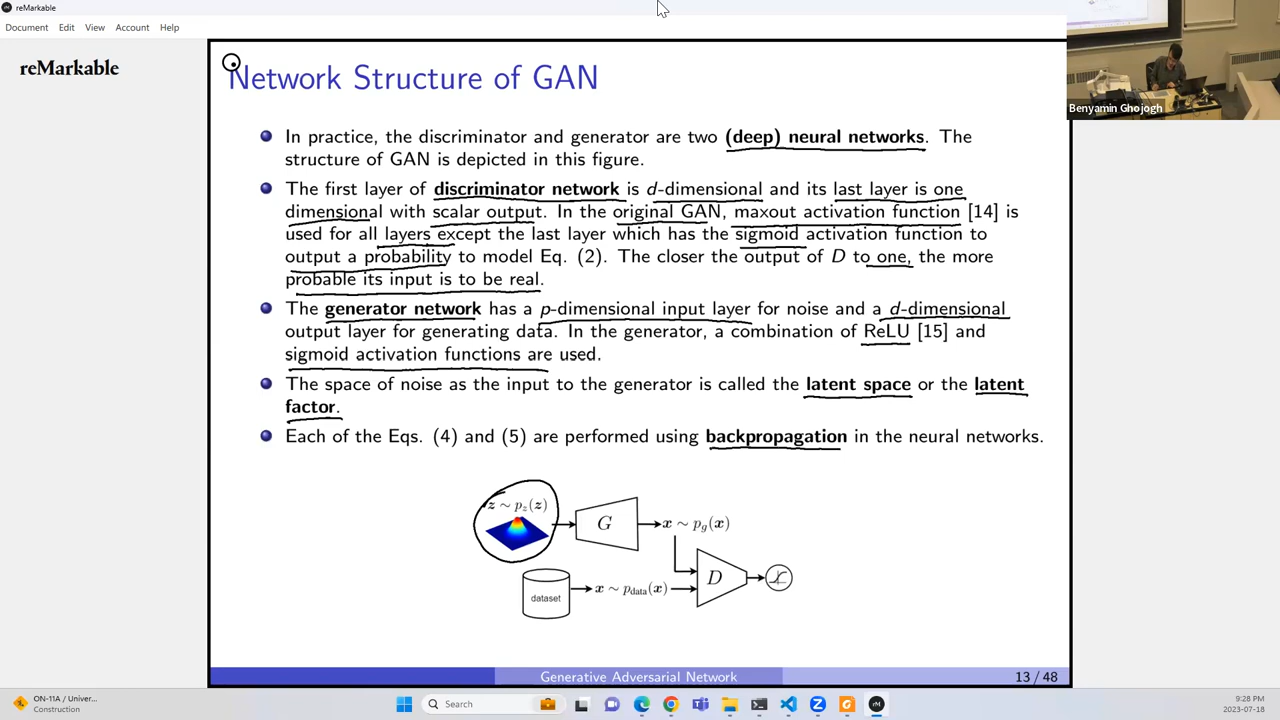 reMarkable
Document Edit View Account Help
reMarkable
Benyamin Ghojogh
Network Structure of GAN
In practice, the discriminator and generator are two (deep) neural networks. The
structure of GAN is depicted in this figure.
The first layer of discriminator network is d-dimensional and its last layer is one
dimensional with scalar output. In the original GAN, maxout activation function [14] is
used for all layers except the last layer which has the sigmoid activation function to
output a probability to model Eq. (2). The closer the output of D to one, the more
probable its input is to be real.
The generator network has a p-dimensional input layer for noise and a d-dimensional
output layer for generating data. In the generator, a combination of ReLU [15] and
sigmoid activation functions are used.
The space of noise as the input to the generator is called the latent space or the latent
factor.
Each of the Eqs. (4) and (5) are performed using backpropagation in the neural networks.
z ∼ p_z(z)
G
x ∼ p_g(x)
D
dataset
x ∼ p_data(x)
Generative Adversarial Network
13 / 48
ON-11A / Univer...
Construction
Search
9:28 PM
2023-07-18